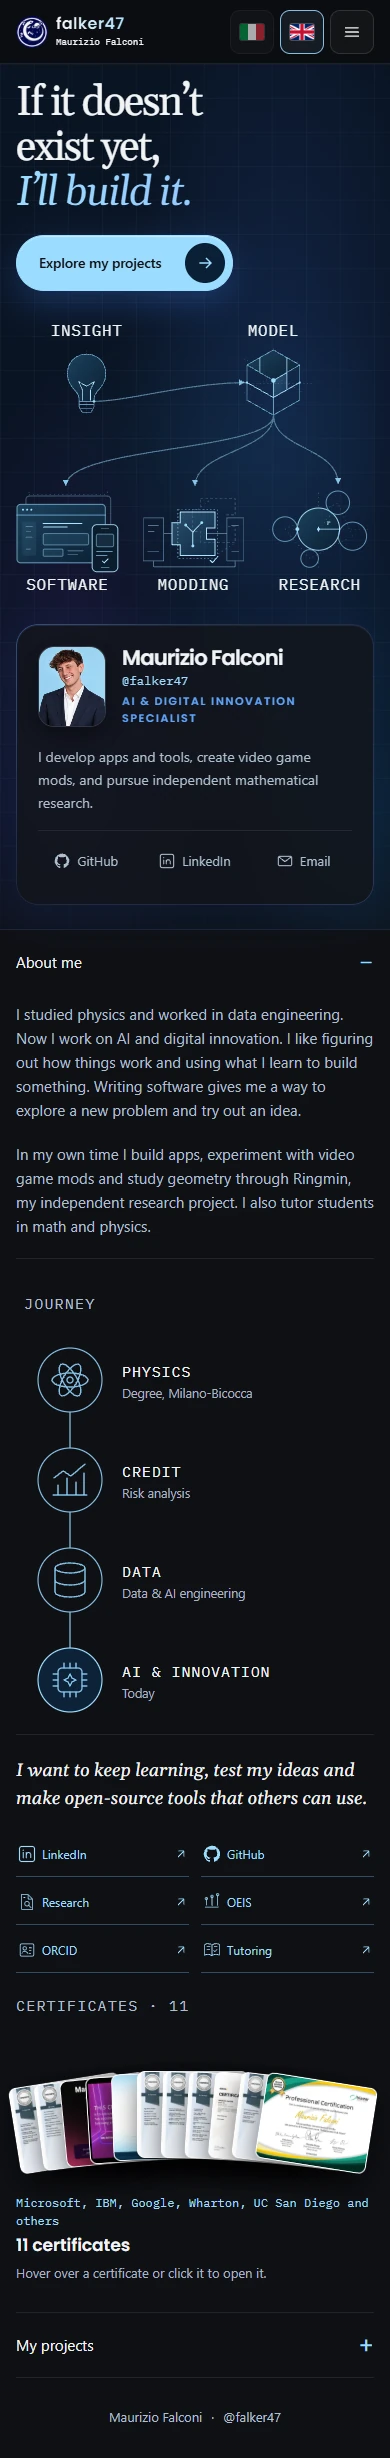 falker47
Maurizio Falconi
If it doesn't
exist yet,
I'll build it.
Explore my projects
INSIGHT
MODEL
SOFTWARE
MODDING
RESEARCH
Maurizio Falconi
@falker47
AI & DIGITAL INNOVATION
SPECIALIST
I develop apps and tools, create video game
mods, and pursue independent mathematical
research.
GitHub
LinkedIn
Email
About me
I studied physics and worked in data engineering.
Now I work on AI and digital innovation. I like figuring
out how things work and using what I learn to build
something. Writing software gives me a way to
explore a new problem and try out an idea.
In my own time I build apps, experiment with video
game mods and study geometry through Ringmin,
my independent research project. I also tutor students
in math and physics.
JOURNEY
PHYSICS
Degree, Milano-Bicocca
CREDIT
Risk analysis
DATA
Data & AI engineering
AI & INNOVATION
Today
I want to keep learning, test my ideas and
make open-source tools that others can use.
LinkedIn
GitHub
Research
OEIS
ORCID
Tutoring
CERTIFICATES · 11
Professional Certification
Microsoft, IBM, Google, Wharton, UC San Diego and
others
11 certificates
Hover over a certificate or click it to open it.
My projects
Maurizio Falconi · @falker47